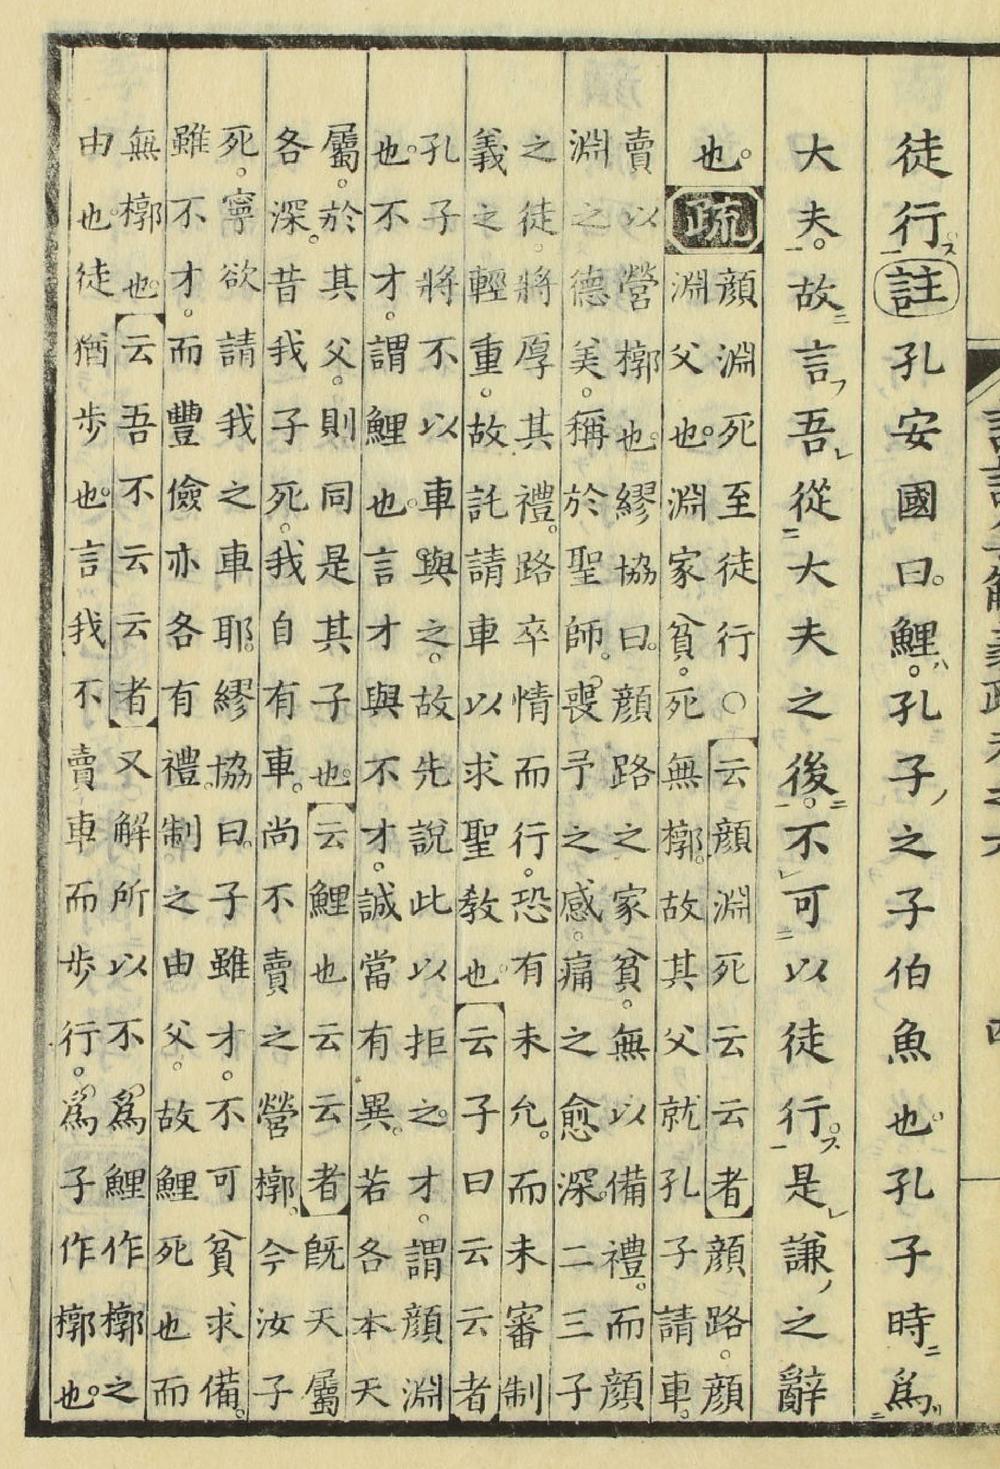 徒行註孔安國曰鯉孔子之子伯魚也孔子時爲
大夫故言吾從大夫之後不可以徒行是謙之辭
也疏
顏淵死至徒行○云顏淵死云云者顏路顏
淵父也淵家貧死無槨故其父就孔子請車
賣以營槨也繆協曰顏路之家貧無以備禮而顏
淵之德美稱於聖師喪予之感痛之愈深二三子
之徒將厚其禮路卒情而行恐有未允而未審制
義之輕重故託請車以求聖教也云子曰云云者
孔子將不以車與之故先說此以拒之才謂顏淵
也不才謂鯉也言才與不才誠當有異若各本天
屬於其父則同是其子也云鯉也云云者既天屬
各深昔我子死我自有車尚不賣之營槨今汝子
死寧欲請我之車耶繆協曰子雖才不可貧求備
雖不才而豐儉亦各有禮制之由父故鯉死也而
無槨也云吾不云云者又解所以不爲鯉作槨之
由也徒猶步也言我不賣車而步行爲子作槨也